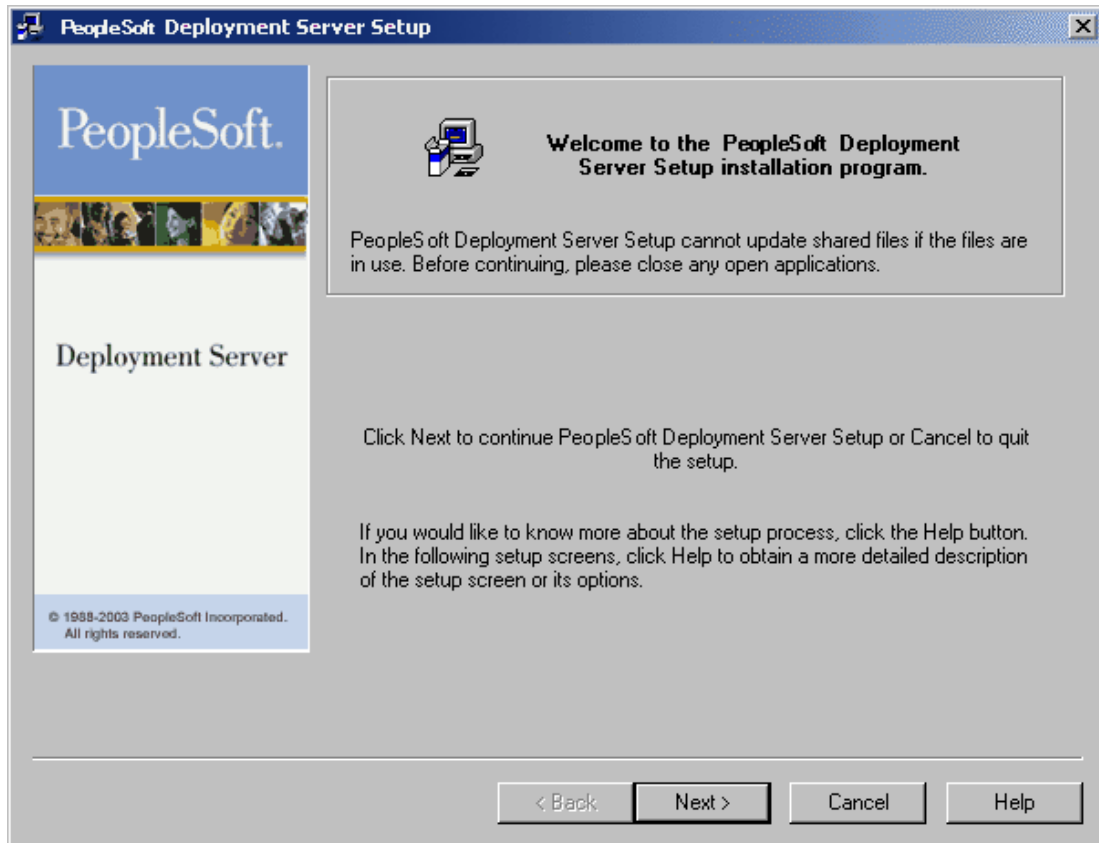 PeopleSoft Deployment Server Setup
PeopleSoft.
Deployment Server
© 1988-2003 PeopleSoft Incorporated.
All rights reserved.
Welcome to the PeopleSoft Deployment
Server Setup installation program.
PeopleSoft Deployment Server Setup cannot update shared files if the files are
in use. Before continuing, please close any open applications.
Click Next to continue PeopleSoft Deployment Server Setup or Cancel to quit
the setup.
If you would like to know more about the setup process, click the Help button.
In the following setup screens, click Help to obtain a more detailed description
of the setup screen or its options.
< Back
Next >
Cancel
Help